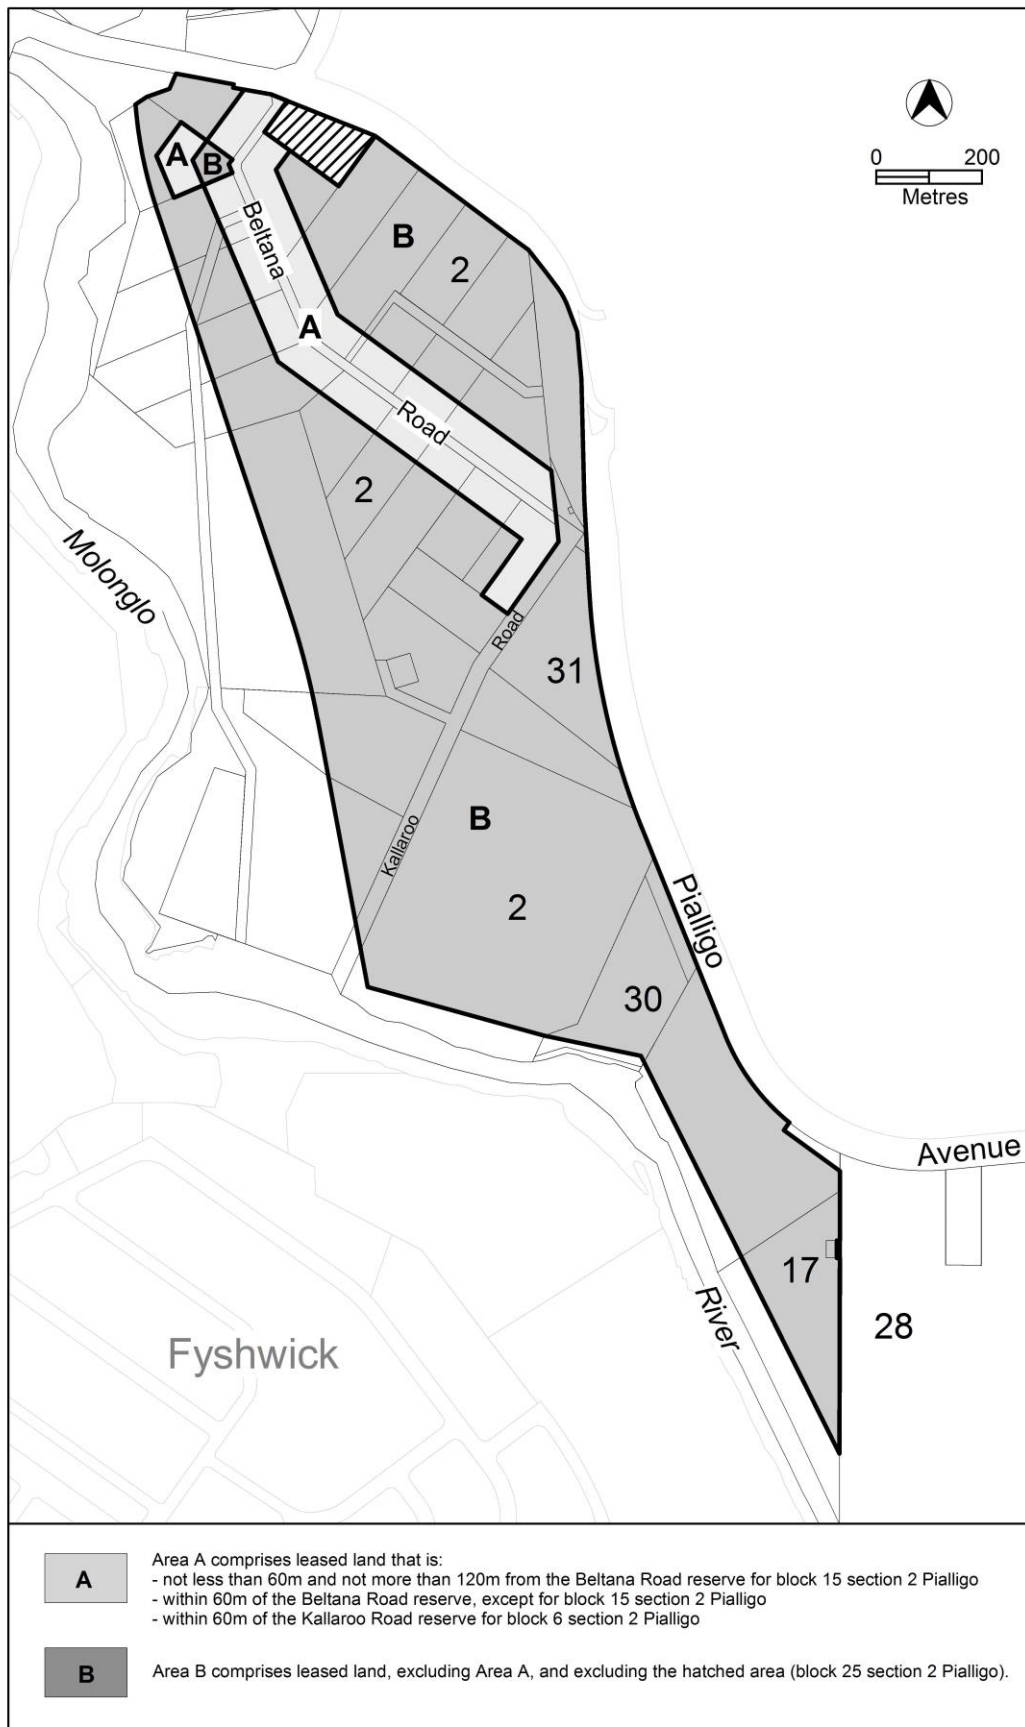 0 200
Metres
A
B
Beltana
B
2
A
Road
2
Molonglo
Road
31
B
Kallaroo
2
Pialligo
30
Avenue
17
28
River
Fyshwick
A
Area A comprises leased land that is:
- not less than 60m and not more than 120m from the Beltana Road reserve for block 15 section 2 Pialligo
- within 60m of the Beltana Road reserve, except for block 15 section 2 Pialligo
- within 60m of the Kallaroo Road reserve for block 6 section 2 Pialligo
B
Area B comprises leased land, excluding Area A, and excluding the hatched area (block 25 section 2 Pialligo).